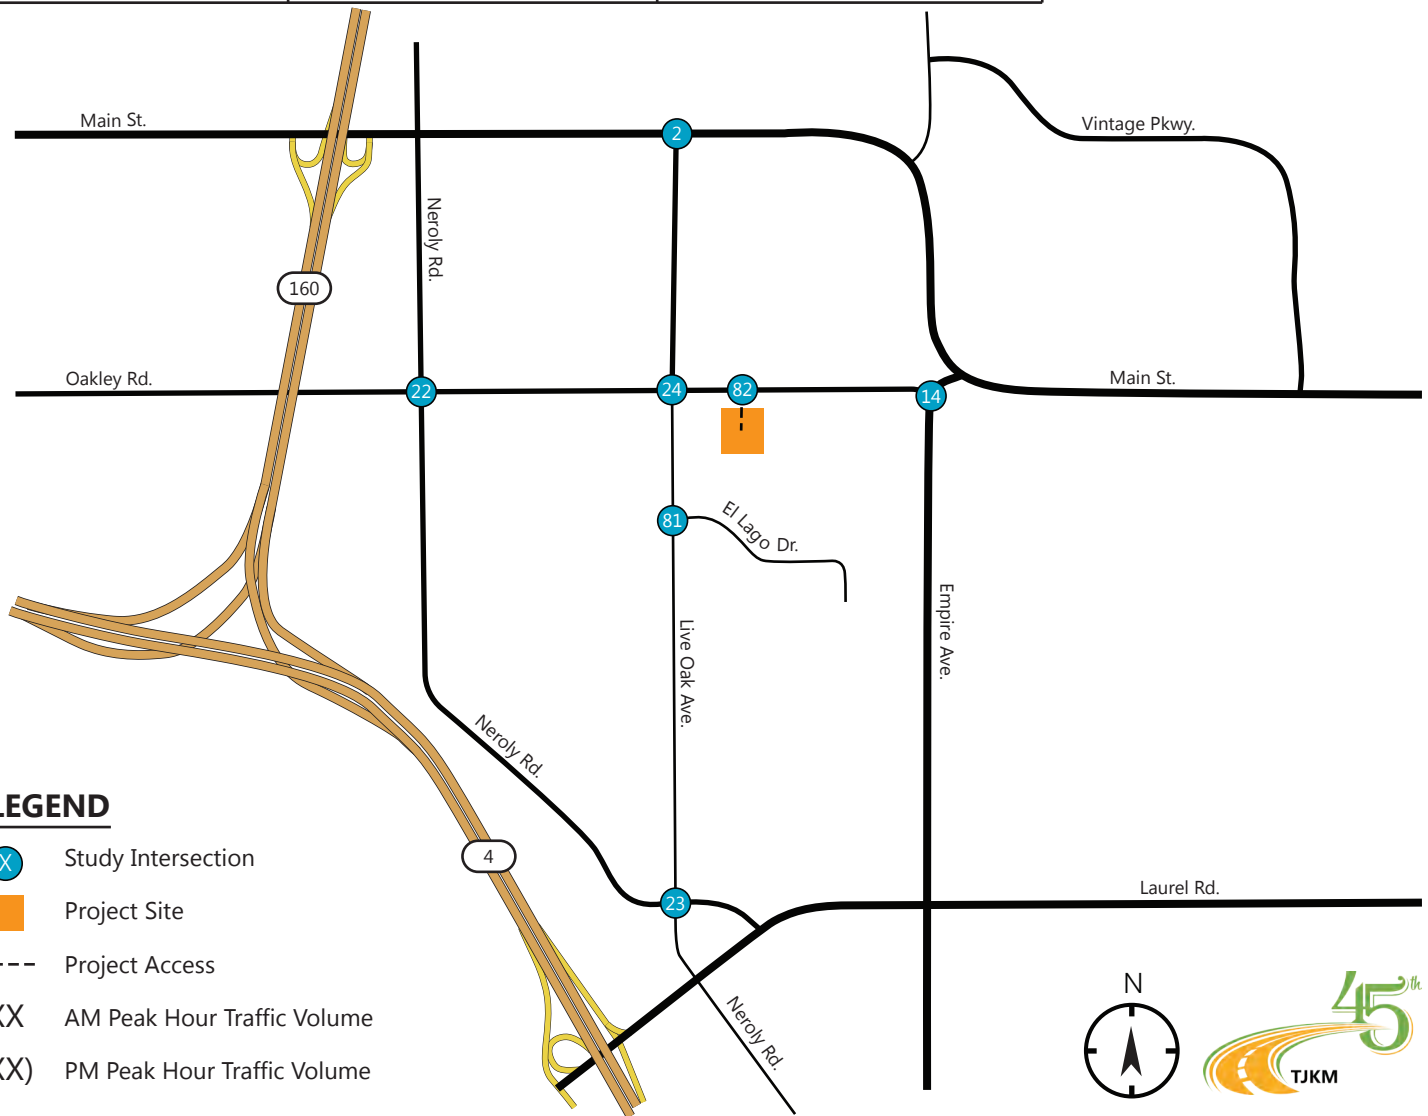 Main St.
2
Vintage Pkwy.
Neroly Rd.
160
Oakley Rd.
22
24
82
14
Main St.
81
El Lago Dr.
Empire Ave.
Live Oak Ave.
Neroly Rd.
LEGEND
X Study Intersection
Project Site
Project Access
XX AM Peak Hour Traffic Volume
XX) PM Peak Hour Traffic Volume
4
23
Laurel Rd.
Neroly Rd.
N
45th
TJKM